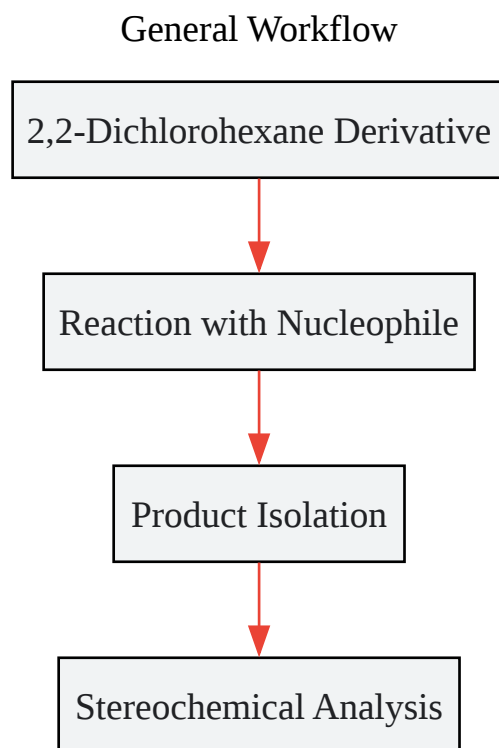 General Workflow
2,2-Dichlorohexane Derivative
Reaction with Nucleophile
Product Isolation
Stereochemical Analysis